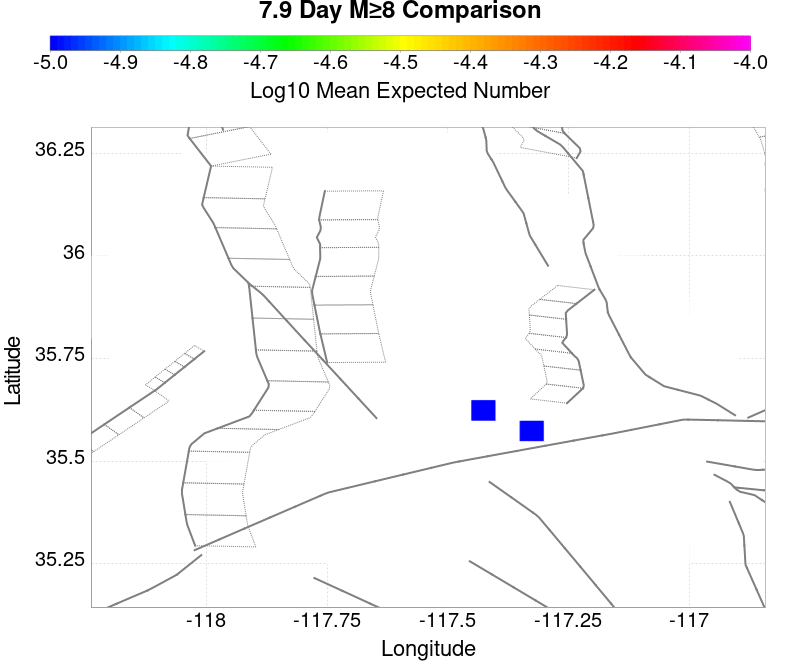 7.9 Day M≥8 Comparison
-5.0 -4.9 -4.8 -4.7 -4.6 -4.5 -4.4 -4.3 -4.2 -4.1 -4.0
Log10 Mean Expected Number
36.25
36
35.75
35.5
35.25
Latitude
-118 -117.75 -117.5 -117.25 -117
Longitude